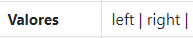 Valores left | right |